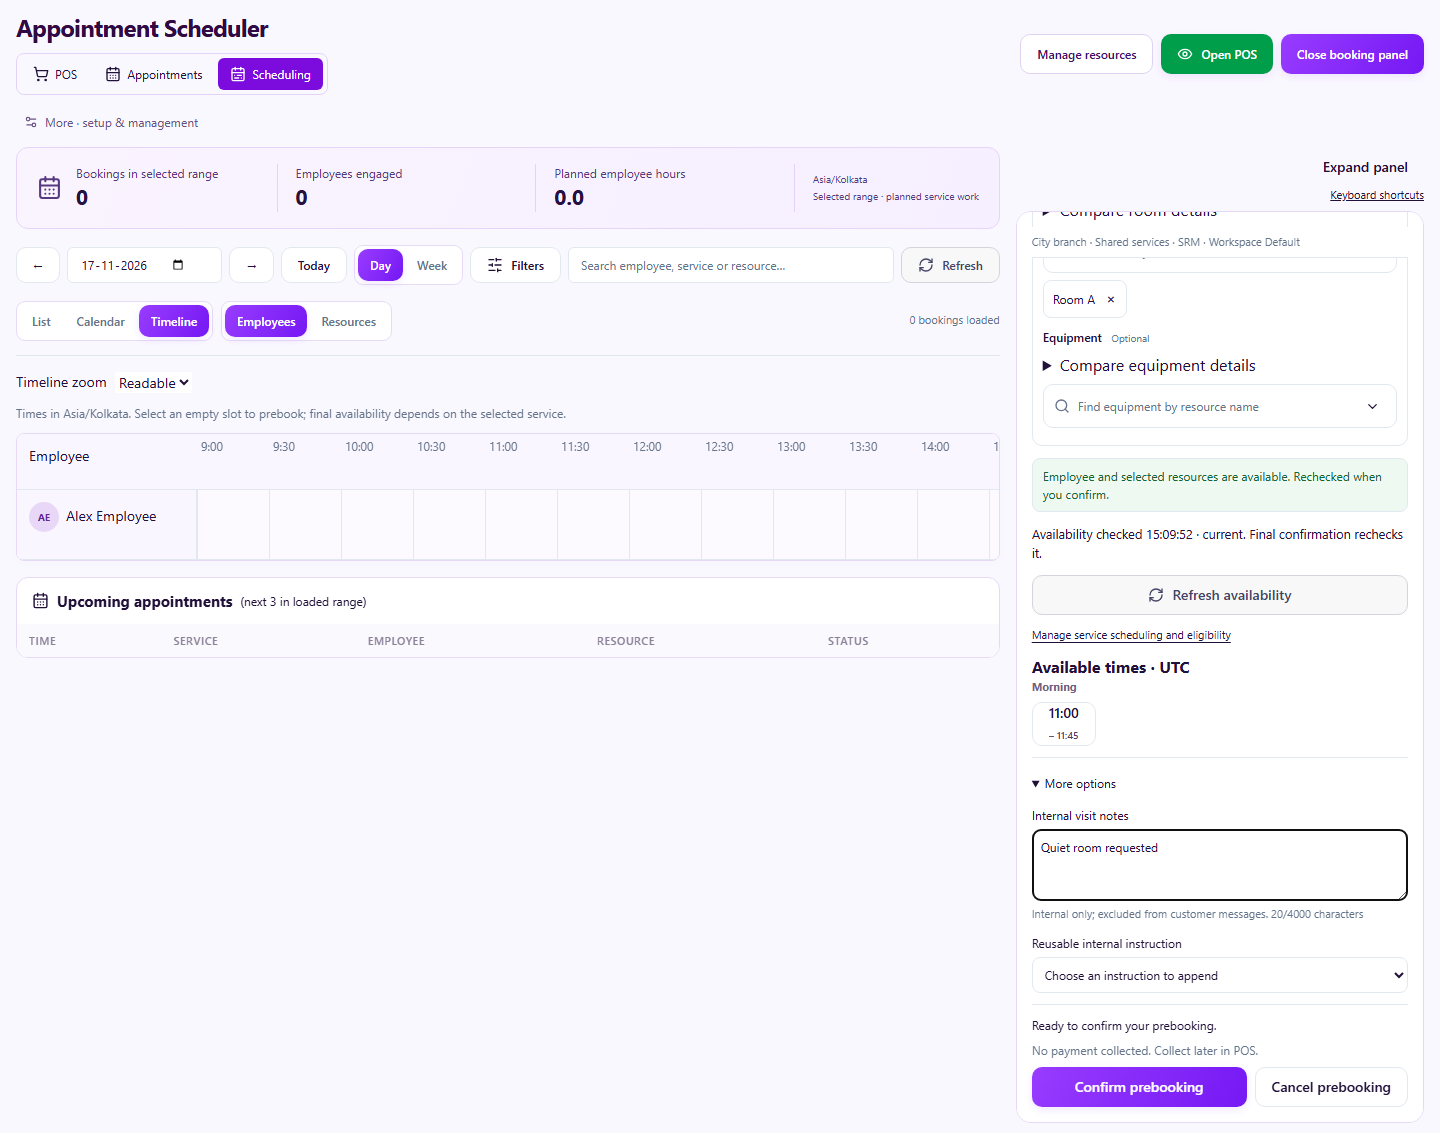 Appointment Scheduler
POS
Appointments
Scheduling
Manage resources
Open POS
Close booking panel
More · setup & management
Bookings in selected range
0
Employees engaged
0
Planned employee hours
0.0
Asia/Kolkata
Selected range · planned service work
←
17-11-2026
→
Today
Day
Week
Filters
Search employee, service or resource...
Refresh
List
Calendar
Timeline
Employees
Resources
0 bookings loaded
Timeline zoom
Readable
Times in Asia/Kolkata. Select an empty slot to prebook; final availability depends on the selected service.
Employee
9:00
9:30
10:00
10:30
11:00
11:30
12:00
12:30
13:00
13:30
14:00
AE
Alex Employee
Upcoming appointments (next 3 in loaded range)
TIME
SERVICE
EMPLOYEE
RESOURCE
STATUS
Expand panel
Keyboard shortcuts
Compare room details
City branch · Shared services · SRM · Workspace Default
Room A ×
Equipment Optional
Compare equipment details
Find equipment by resource name
Employee and selected resources are available. Rechecked when
you confirm.
Availability checked 15:09:52 · current. Final confirmation rechecks
it.
Refresh availability
Manage service scheduling and eligibility
Available times · UTC
Morning
11:00
– 11:45
More options
Internal visit notes
Quiet room requested
Internal only; excluded from customer messages. 20/4000 characters
Reusable internal instruction
Choose an instruction to append
Ready to confirm your prebooking.
No payment collected. Collect later in POS.
Confirm prebooking
Cancel prebooking